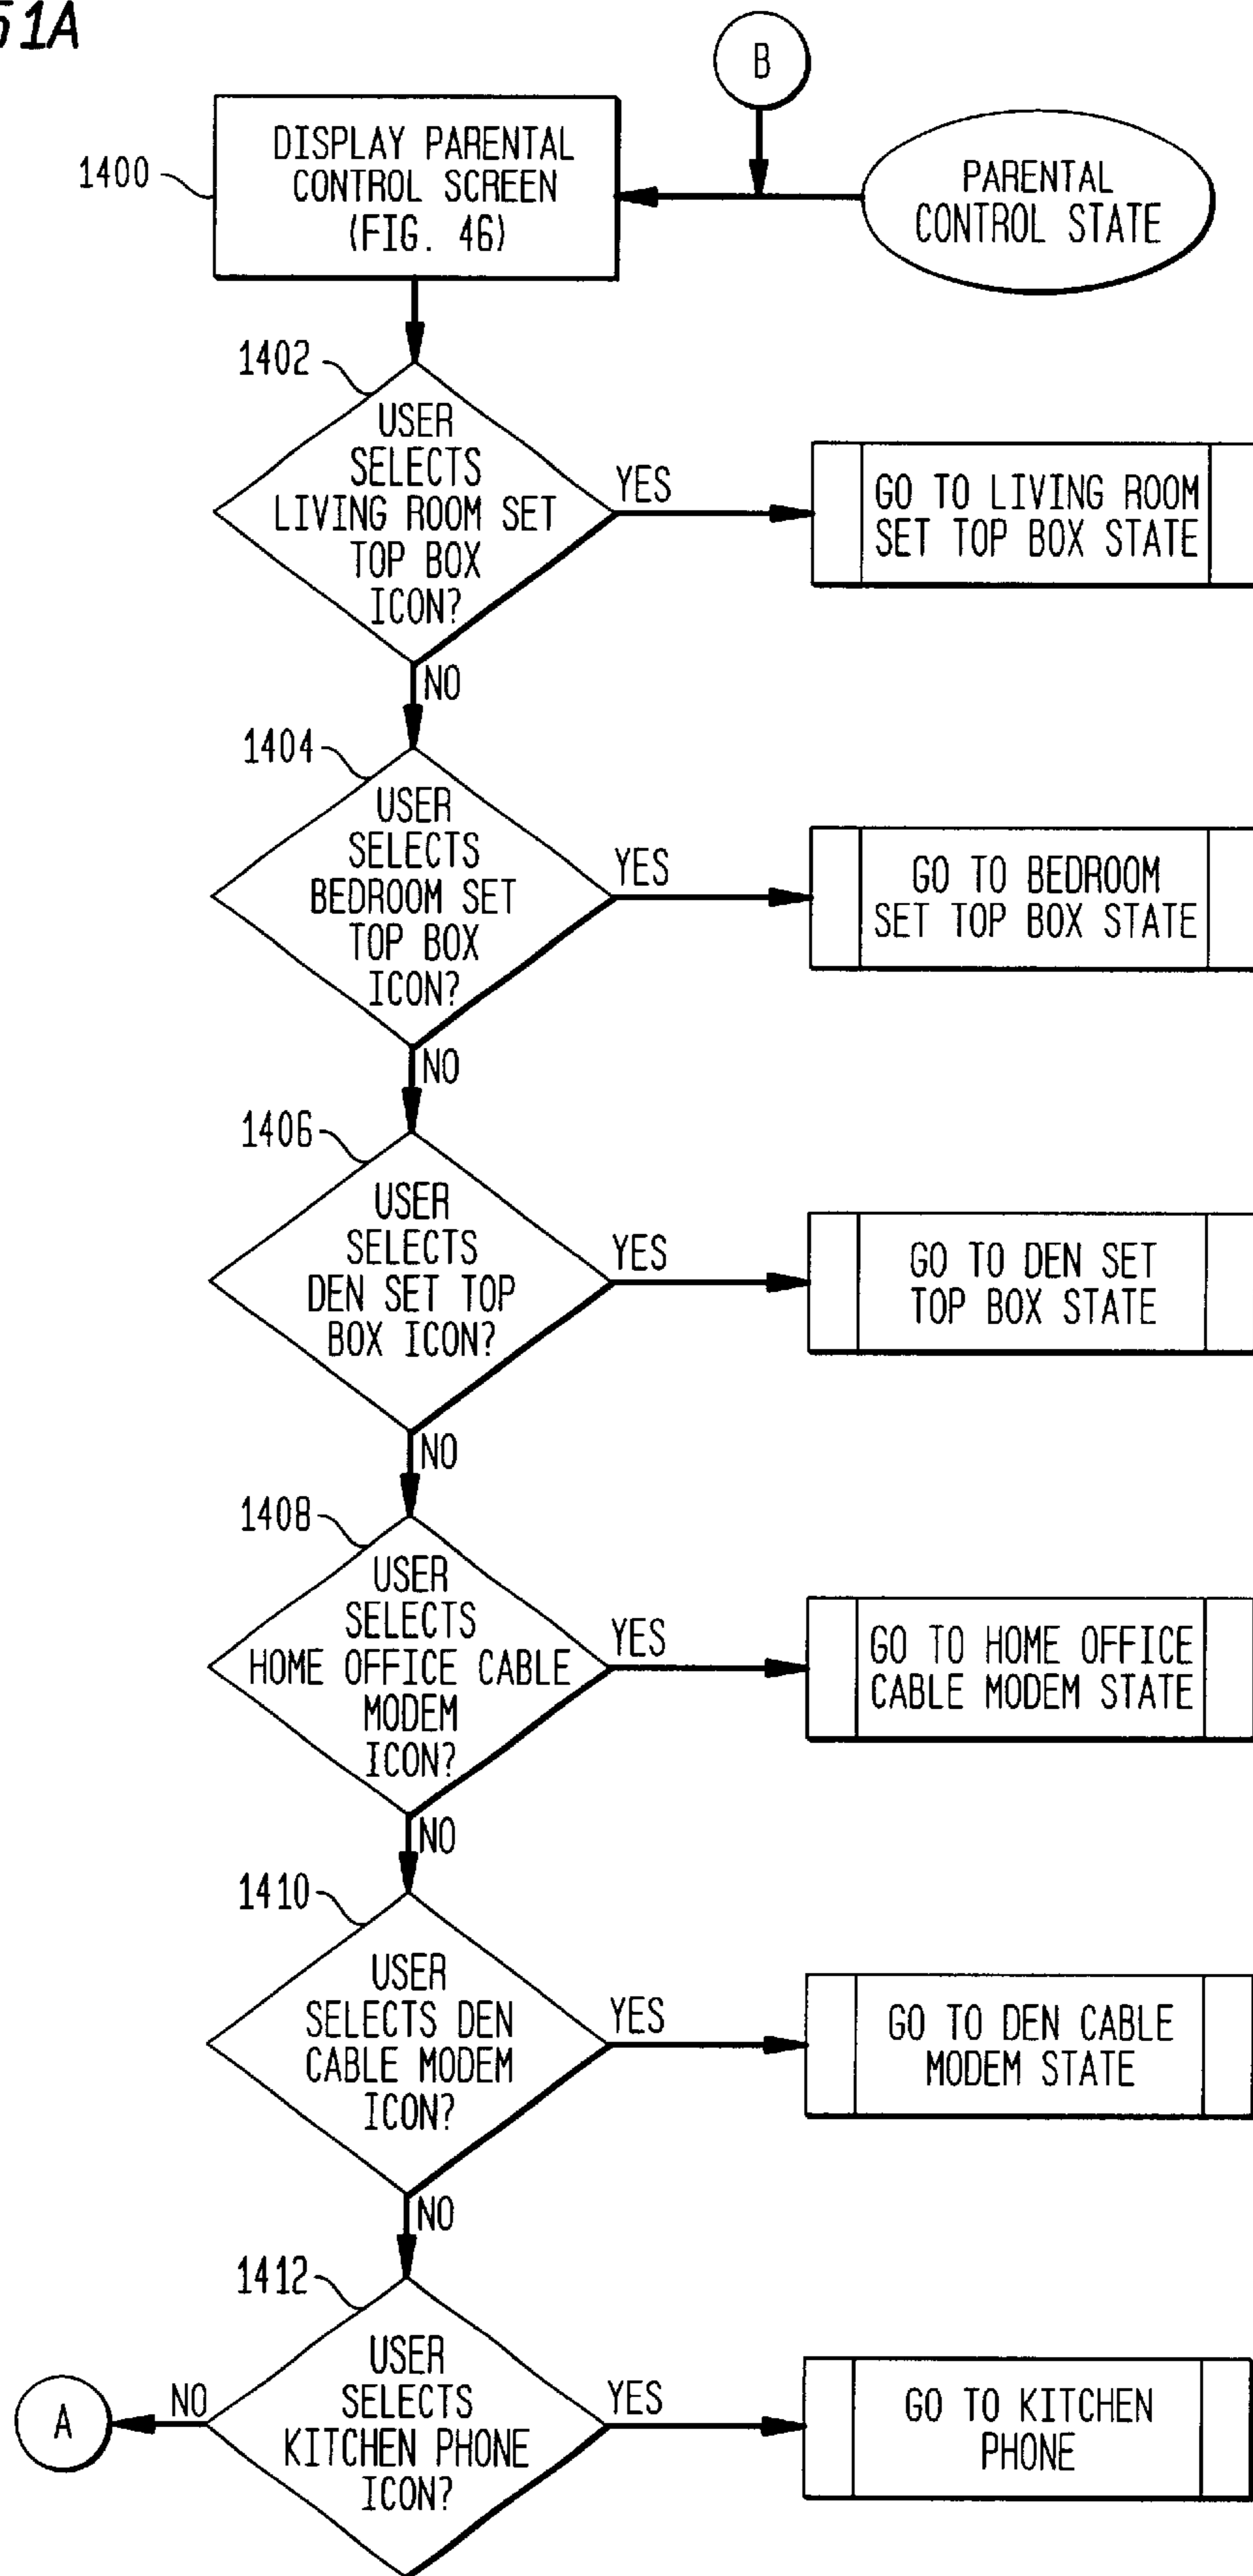 51A
B
DISPLAY PARENTAL
CONTROL SCREEN
(FIG. 46)
1400
PARENTAL
CONTROL STATE
1402
USER
SELECTS
LIVING ROOM SET
TOP BOX
ICON?
YES
GO TO LIVING ROOM
SET TOP BOX STATE
NO
1404
USER
SELECTS
BEDROOM SET
TOP BOX
ICON?
YES
GO TO BEDROOM
SET TOP BOX STATE
NO
1406
USER
SELECTS
DEN SET TOP
BOX ICON?
YES
GO TO DEN SET
TOP BOX STATE
NO
1408
USER
SELECTS
HOME OFFICE CABLE
MODEM
ICON?
YES
GO TO HOME OFFICE
CABLE MODEM STATE
NO
1410
USER
SELECTS DEN
CABLE MODEM
ICON?
YES
GO TO DEN CABLE
MODEM STATE
NO
1412
USER
SELECTS
KITCHEN PHONE
ICON?
NO
A
YES
GO TO KITCHEN
PHONE